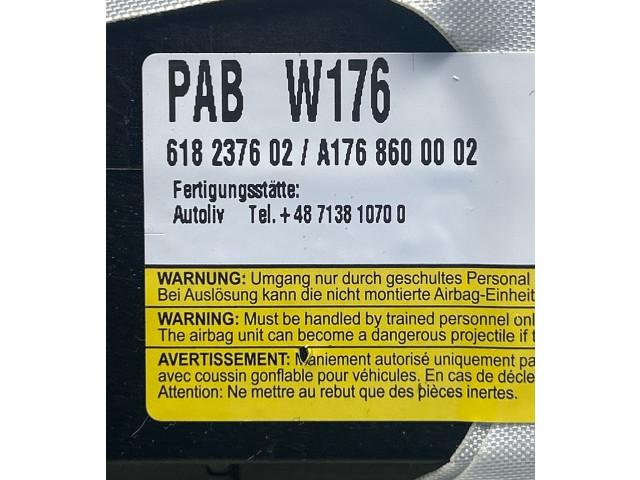 PAB W176
618 2376 02 / A176 860 00 02
Fertigungsstätte:
Autoliv Tel. +48 7138 1070 0
WARNUNG: Umgang nur durch geschultes Personal
Bei Auslösung kann die nicht montierte Airbag-Einheit
WARNING: Must be handled by trained personnel onl
The airbag unit can become a dangerous projectile if t
AVERTISSEMENT: Maniement autorisé uniquement pa
avec coussin gonflable pour véhicules. En cas de décle
Attention: Ne mettre au rebut que des pièces inertes.